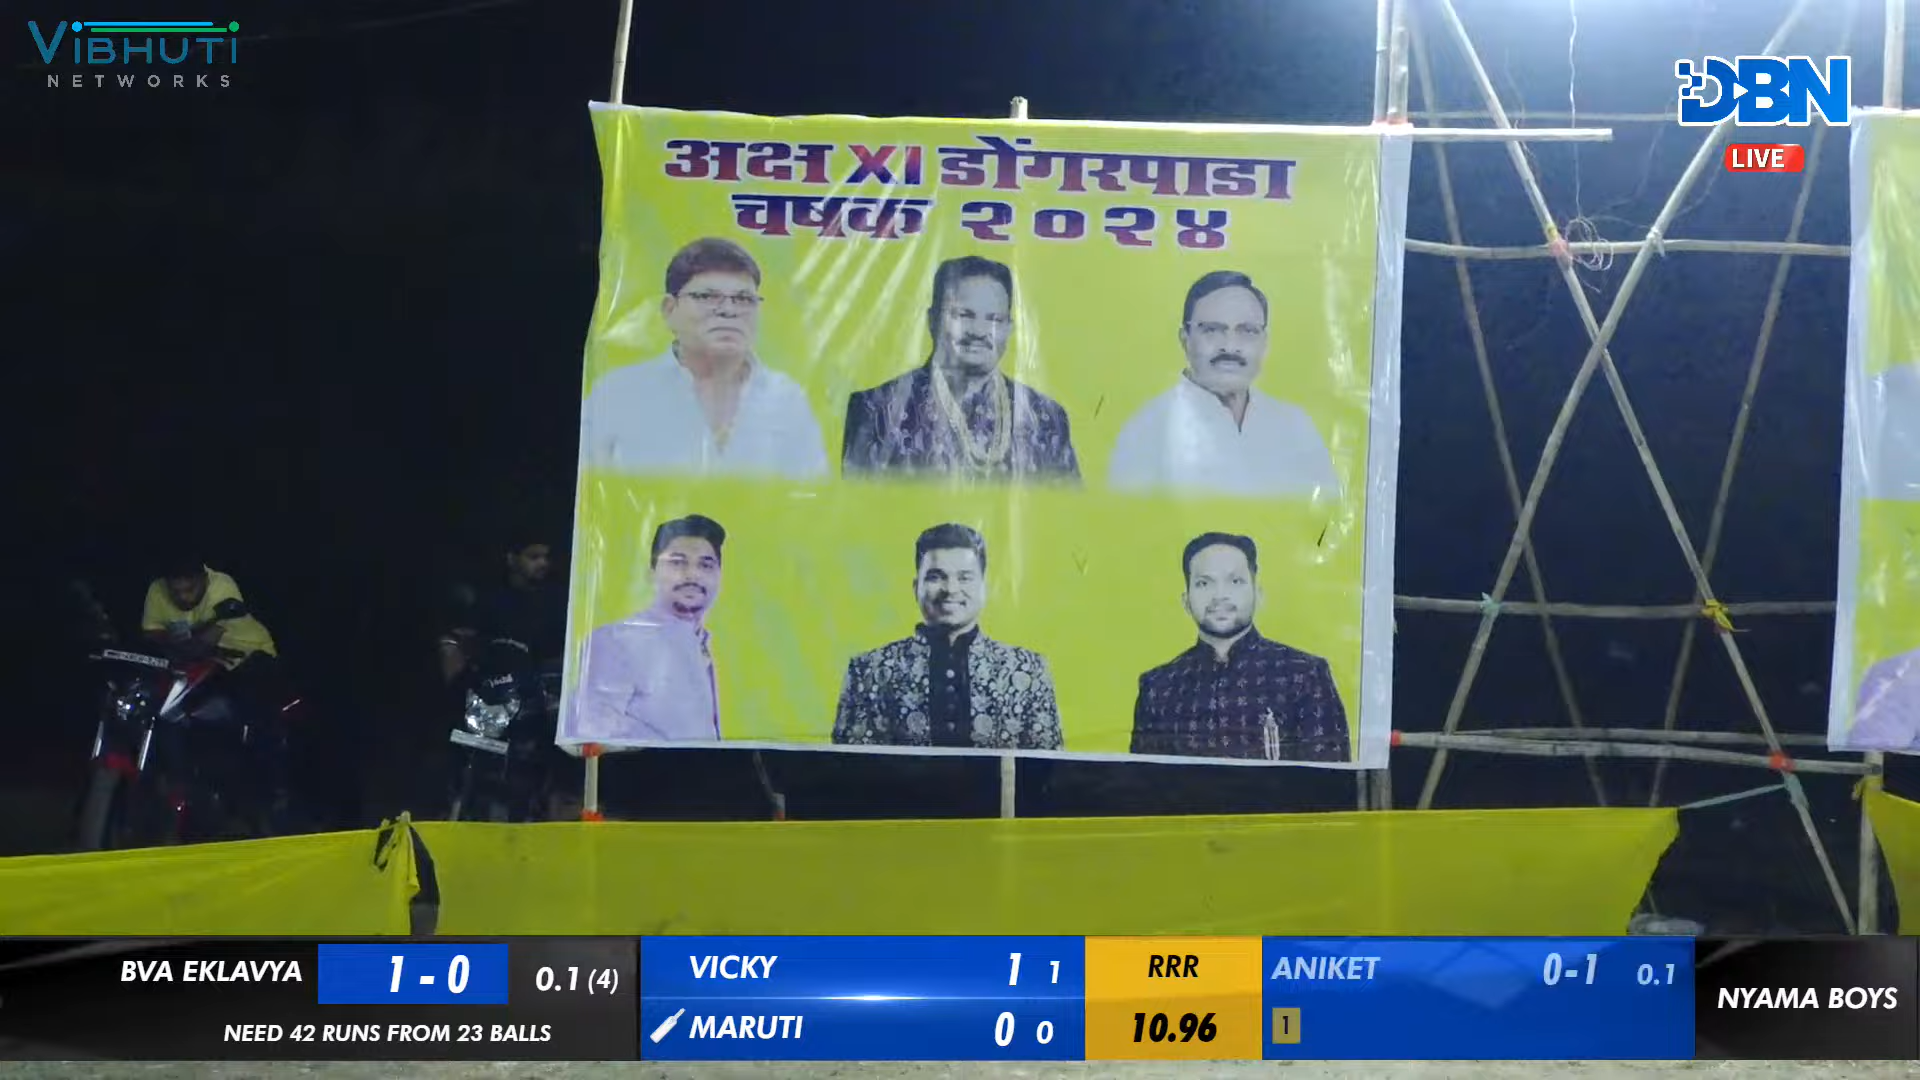 VIBHUTI
NETWORKS
DBN
LIVE
अक्ष XI डोंगरपाडा
चषक २०२४
BVA EKLAVYA 1 - 0 0.1 (4)
NEED 42 RUNS FROM 23 BALLS
VICKY 1 1
MARUTI 0 0
RRR
10.96
ANIKET 0-1 0.1
1
NYAMA BOYS